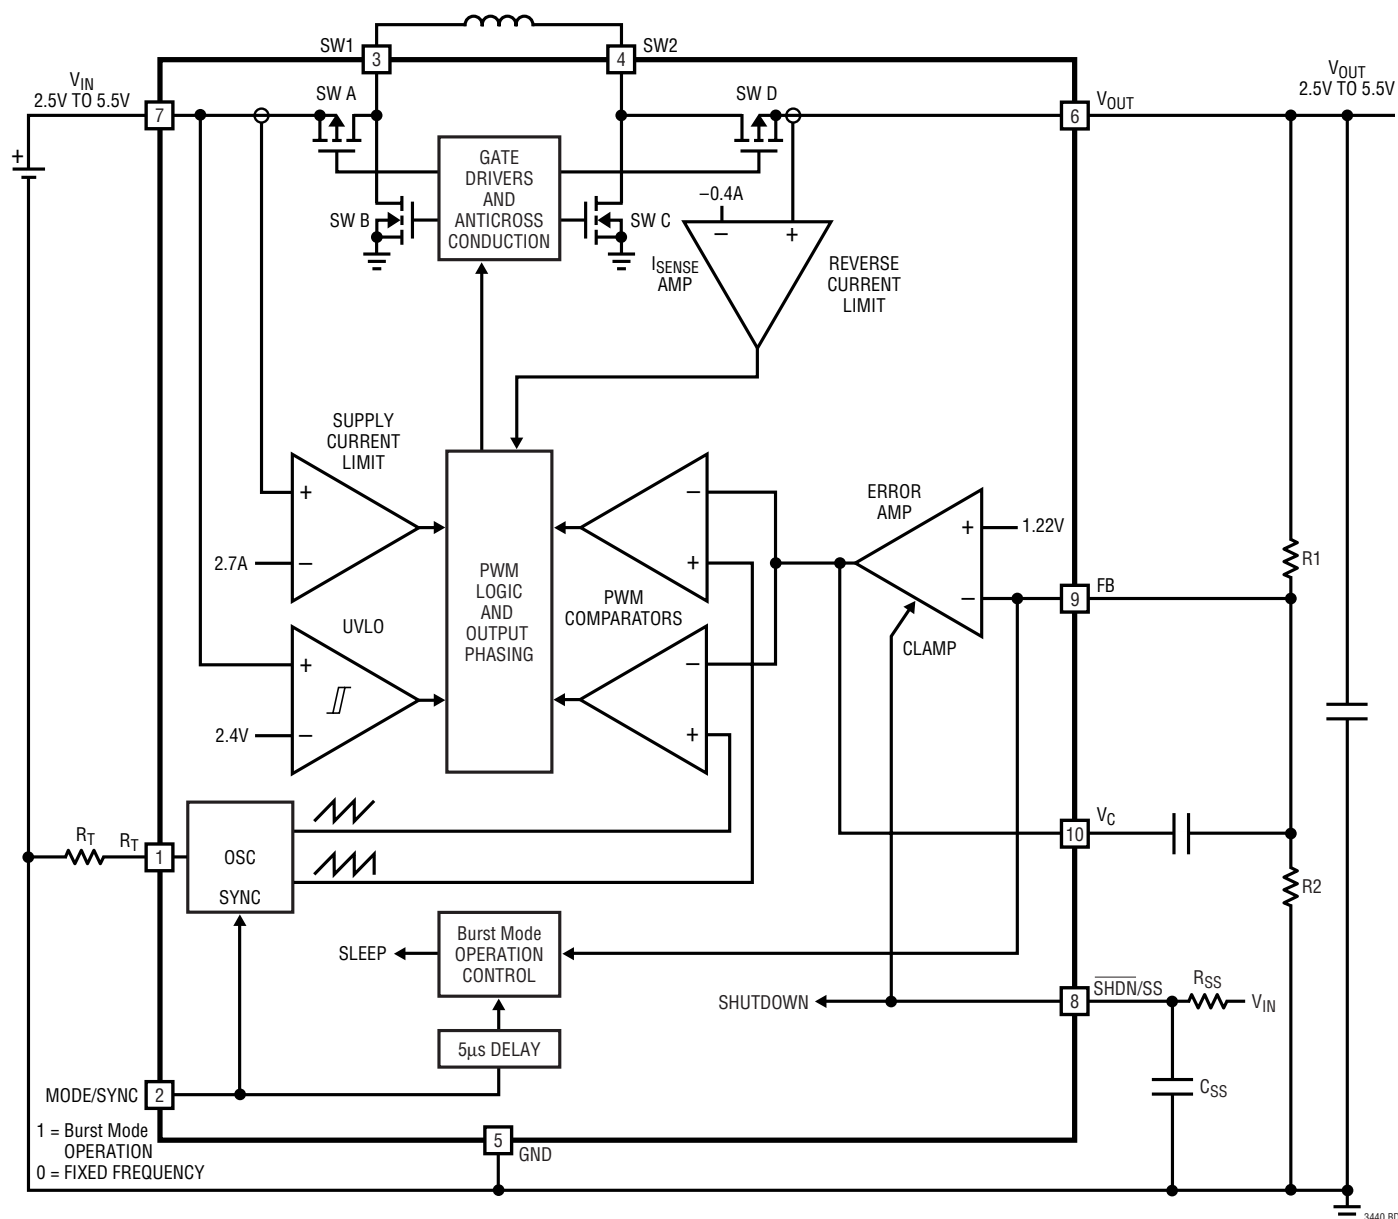 SW1
3
4
SW2
VIN
2.5V TO 5.5V
7
SW A
SW D
6
VOUT
VOUT
2.5V TO 5.5V
+
GATE
DRIVERS
AND
ANTICROSS
CONDUCTION
SW B
SW C
–0.4A
–
+
ISENSE
AMP
REVERSE
CURRENT
LIMIT
SUPPLY
CURRENT
LIMIT
+
2.7A
–
UVLO
+
2.4V
–
PWM
LOGIC
AND
OUTPUT
PHASING
–
+
PWM
COMPARATORS
–
+
ERROR
AMP
+
1.22V
–
CLAMP
9
FB
R1
10
VC
R2
RT
RT
1
OSC
SYNC
SLEEP
Burst Mode
OPERATION
CONTROL
SHUTDOWN
8
SHDN/SS
RSS
VIN
5µs DELAY
CSS
MODE/SYNC
2
1 = Burst Mode
OPERATION
0 = FIXED FREQUENCY
5
GND